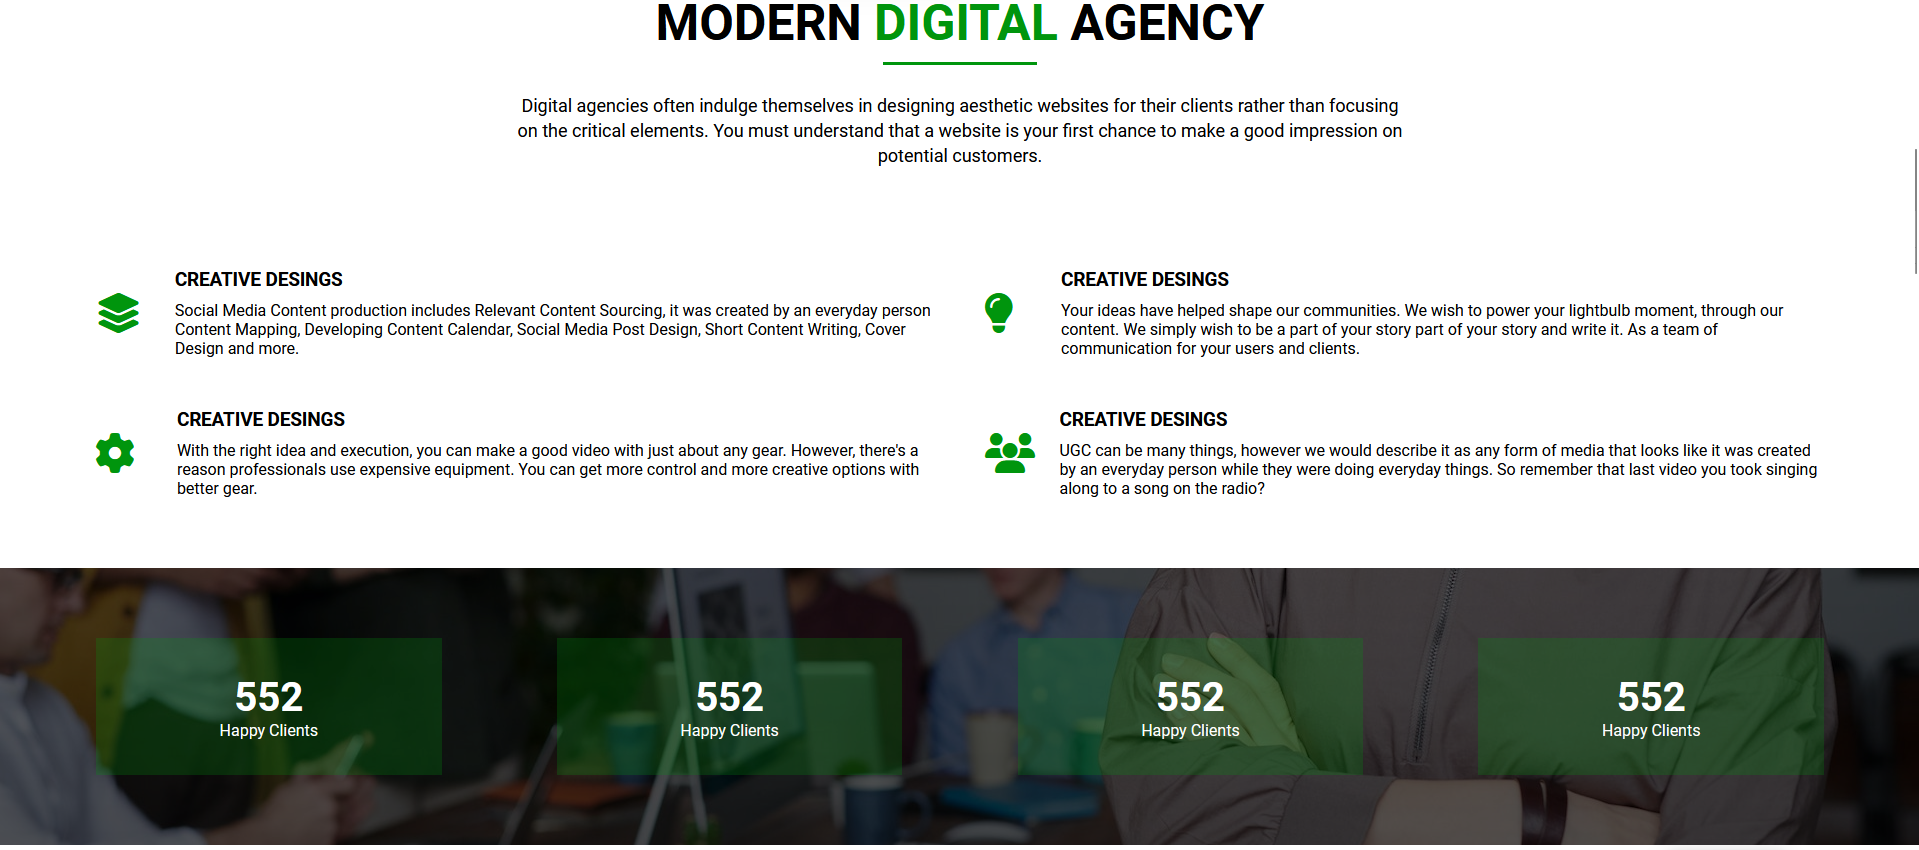 MODERN DIGITAL AGENCY
Digital agencies often indulge themselves in designing aesthetic websites for their clients rather than focusing
on the critical elements. You must understand that a website is your first chance to make a good impression on
potential customers.
CREATIVE DESINGS
Social Media Content production includes Relevant Content Sourcing, it was created by an everyday person
Content Mapping, Developing Content Calendar, Social Media Post Design, Short Content Writing, Cover
Design and more.
CREATIVE DESINGS
Your ideas have helped shape our communities. We wish to power your lightbulb moment, through our
content. We simply wish to be a part of your story part of your story and write it. As a team of
communication for your users and clients.
CREATIVE DESINGS
With the right idea and execution, you can make a good video with just about any gear. However, there's a
reason professionals use expensive equipment. You can get more control and more creative options with
better gear.
CREATIVE DESINGS
UGC can be many things, however we would describe it as any form of media that looks like it was created
by an everyday person while they were doing everyday things. So remember that last video you took singing
along to a song on the radio?
552
Happy Clients
552
Happy Clients
552
Happy Clients
552
Happy Clients